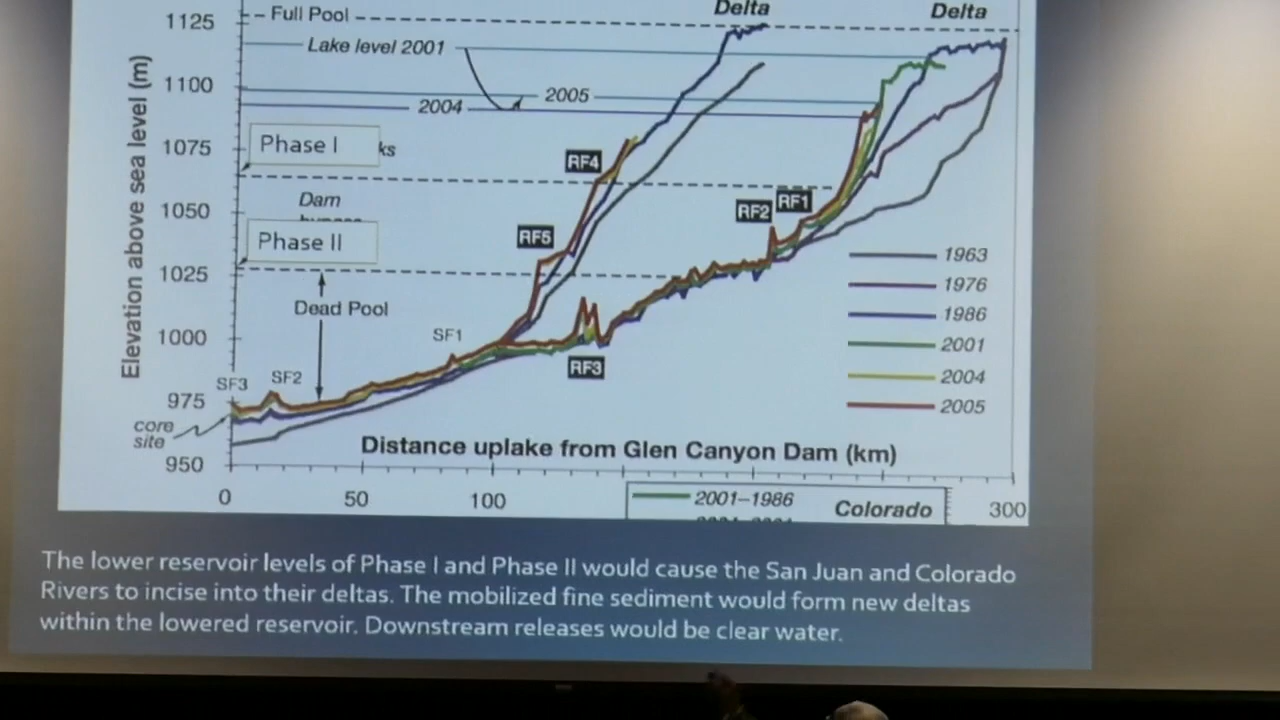 Delta
Delta
1125
Full Pool
Lake level 2001
1100
2004
2005
Phase I
ks
1075
RF4
Dam
1050
RF2
RF1
Phase II
RF5
1025
1963
1976
1986
2001
2004
2005
Dead Pool
1000
SF1
RF3
SF3
SF2
975
core
site
950
Elevation above sea level (m)
Distance uplake from Glen Canyon Dam (km)
0
50
100
300
2001–1986
Colorado
The lower reservoir levels of Phase I and Phase II would cause the San Juan and Colorado
Rivers to incise into their deltas. The mobilized fine sediment would form new deltas
within the lowered reservoir. Downstream releases would be clear water.